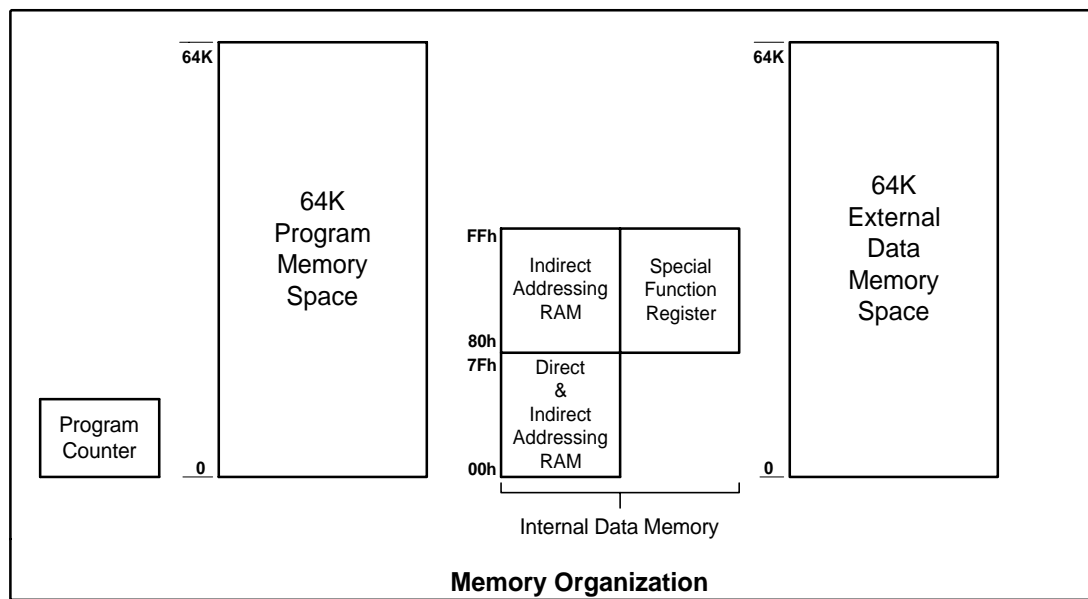 64K
64K
Program
Memory
Space
0
Program
Counter
FFh
80h
7Fh
00h
Indirect
Addressing
RAM
Special
Function
Register
Direct
&
Indirect
Addressing
RAM
Internal Data Memory
64K
0
64K
External
Data
Memory
Space
Memory Organization